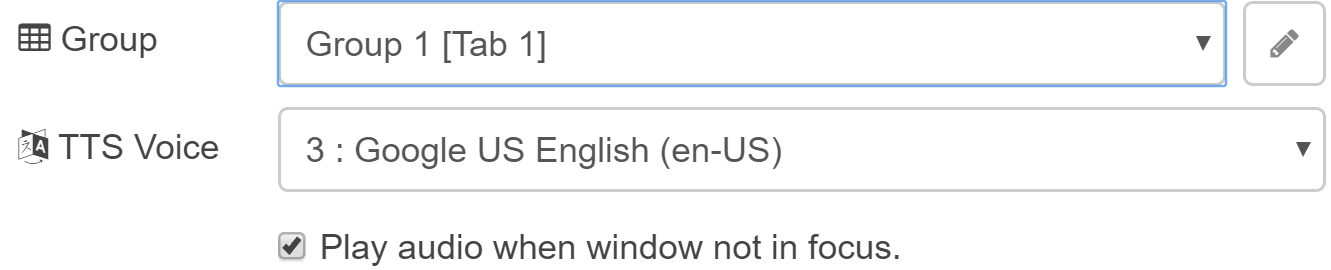 Group
Group 1 [Tab 1]
TTS Voice
3 : Google US English (en-US)
Play audio when window not in focus.